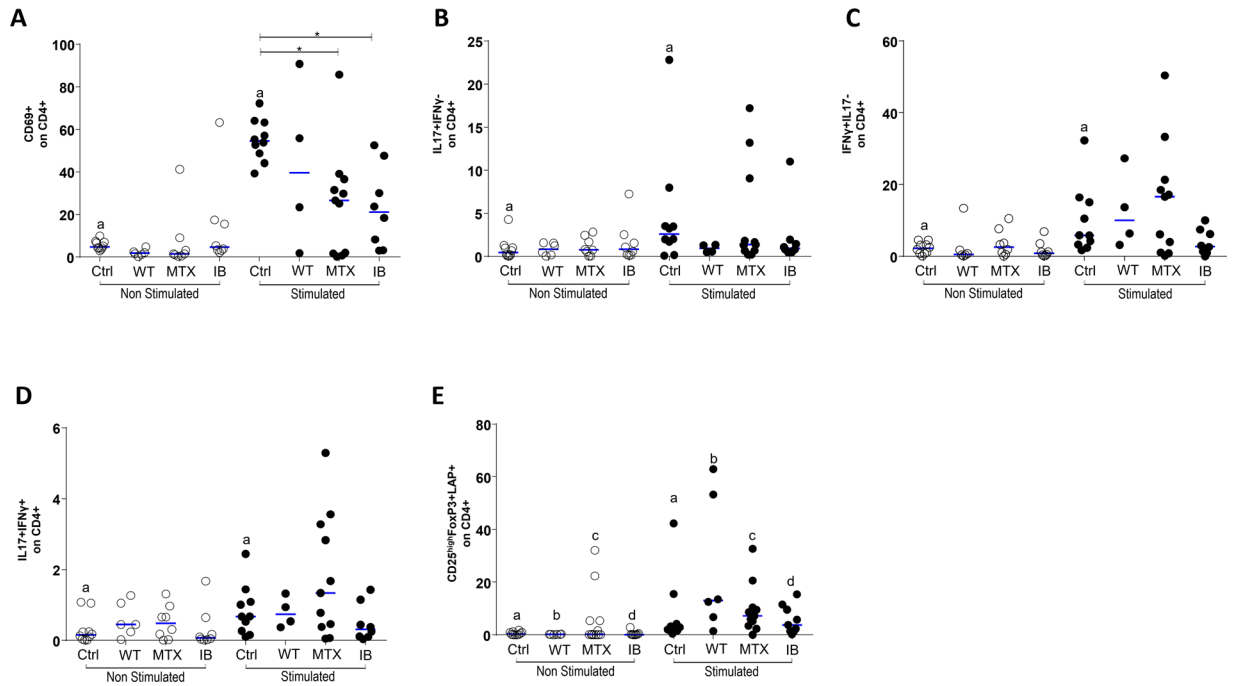 A
CD69+
on CD4+
100
80
60
40
20
0
a
a
*
*
Ctrl WT MTX IB Ctrl WT MTX IB
Non Stimulated Stimulated
B
IL17+IFNγ-
on CD4+
25
20
15
10
5
0
a
a
Ctrl WT MTX IB Ctrl WT MTX IB
Non Stimulated Stimulated
C
IFNγ+IL17-
on CD4+
60
40
20
0
a
a
Ctrl WT MTX IB Ctrl WT MTX IB
Non Stimulated Stimulated
D
IL17+IFNγ+
on CD4+
6
4
2
0
a
a
Ctrl WT MTX IB Ctrl WT MTX IB
Non Stimulated Stimulated
E
CD25highFoxP3+LAP+
on CD4+
80
60
40
20
0
a b c d a b c d
Ctrl WT MTX IB Ctrl WT MTX IB
Non Stimulated Stimulated